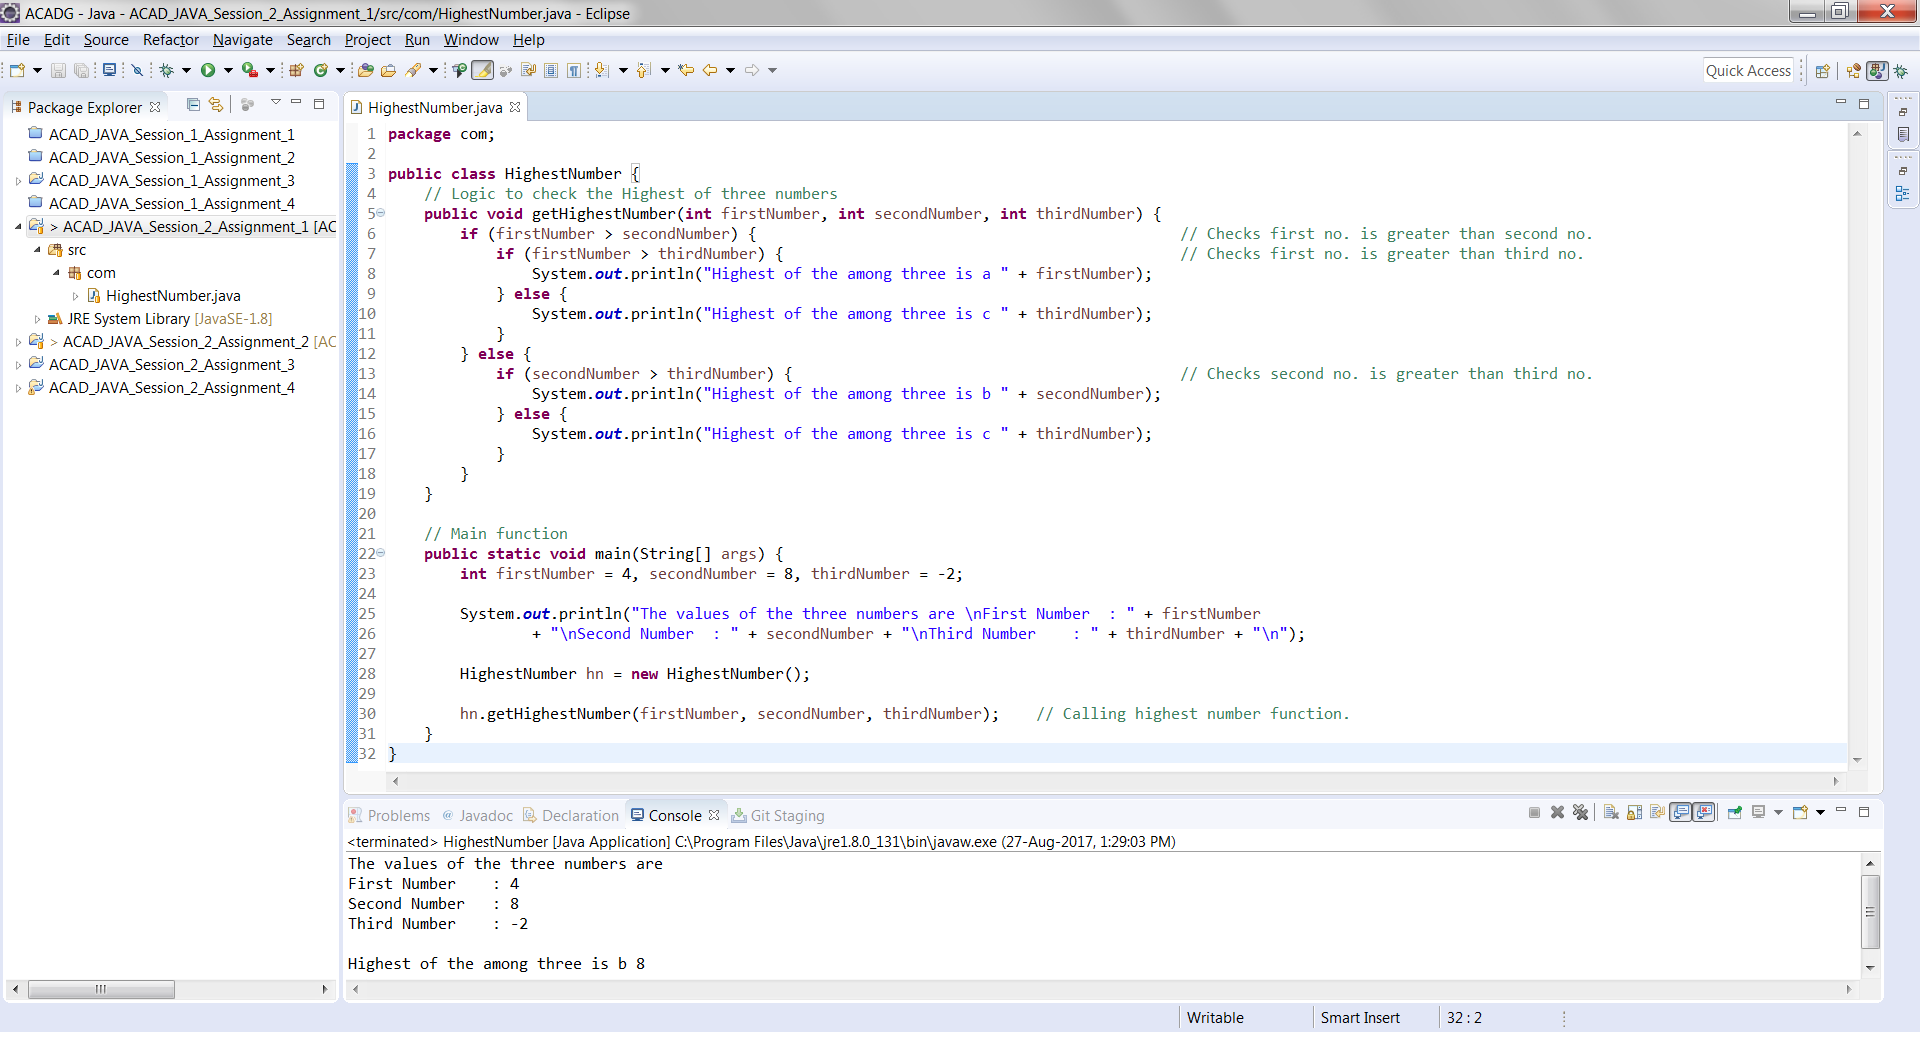 ACADG - Java - ACAD_JAVA_Session_2_Assignment_1/src/com/HighestNumber.java - Eclipse
File Edit Source Refactor Navigate Search Project Run Window Help
Quick Access
Package Explorer
ACAD_JAVA_Session_1_Assignment_1
ACAD_JAVA_Session_1_Assignment_2
ACAD_JAVA_Session_1_Assignment_3
ACAD_JAVA_Session_1_Assignment_4
> ACAD_JAVA_Session_2_Assignment_1 [AC
src
com
HighestNumber.java
JRE System Library [JavaSE-1.8]
> ACAD_JAVA_Session_2_Assignment_2 [AC
ACAD_JAVA_Session_2_Assignment_3
ACAD_JAVA_Session_2_Assignment_4
HighestNumber.java
1 package com;
2
3 public class HighestNumber {
4     // Logic to check the Highest of three numbers
5     public void getHighestNumber(int firstNumber, int secondNumber, int thirdNumber) {
6         if (firstNumber > secondNumber) {                                               // Checks first no. is greater than second no.
7             if (firstNumber > thirdNumber) {                                            // Checks first no. is greater than third no.
8                 System.out.println("Highest of the among three is a " + firstNumber);
9             } else {
10                 System.out.println("Highest of the among three is c " + thirdNumber);
11             }
12         } else {
13             if (secondNumber > thirdNumber) {                                           // Checks second no. is greater than third no.
14                 System.out.println("Highest of the among three is b " + secondNumber);
15             } else {
16                 System.out.println("Highest of the among three is c " + thirdNumber);
17             }
18         }
19     }
20
21     // Main function
22     public static void main(String[] args) {
23         int firstNumber = 4, secondNumber = 8, thirdNumber = -2;
24
25         System.out.println("The values of the three numbers are \nFirst Number  : " + firstNumber
26                 + "\nSecond Number  : " + secondNumber + "\nThird Number    : " + thirdNumber + "\n");
27
28         HighestNumber hn = new HighestNumber();
29
30         hn.getHighestNumber(firstNumber, secondNumber, thirdNumber);    // Calling highest number function.
31     }
32 }
Problems @ Javadoc Declaration Console Git Staging
<terminated> HighestNumber [Java Application] C:\Program Files\Java\jre1.8.0_131\bin\javaw.exe (27-Aug-2017, 1:29:03 PM)
The values of the three numbers are
First Number    : 4
Second Number   : 8
Third Number    : -2
Highest of the among three is b 8
Writable Smart Insert 32 : 2